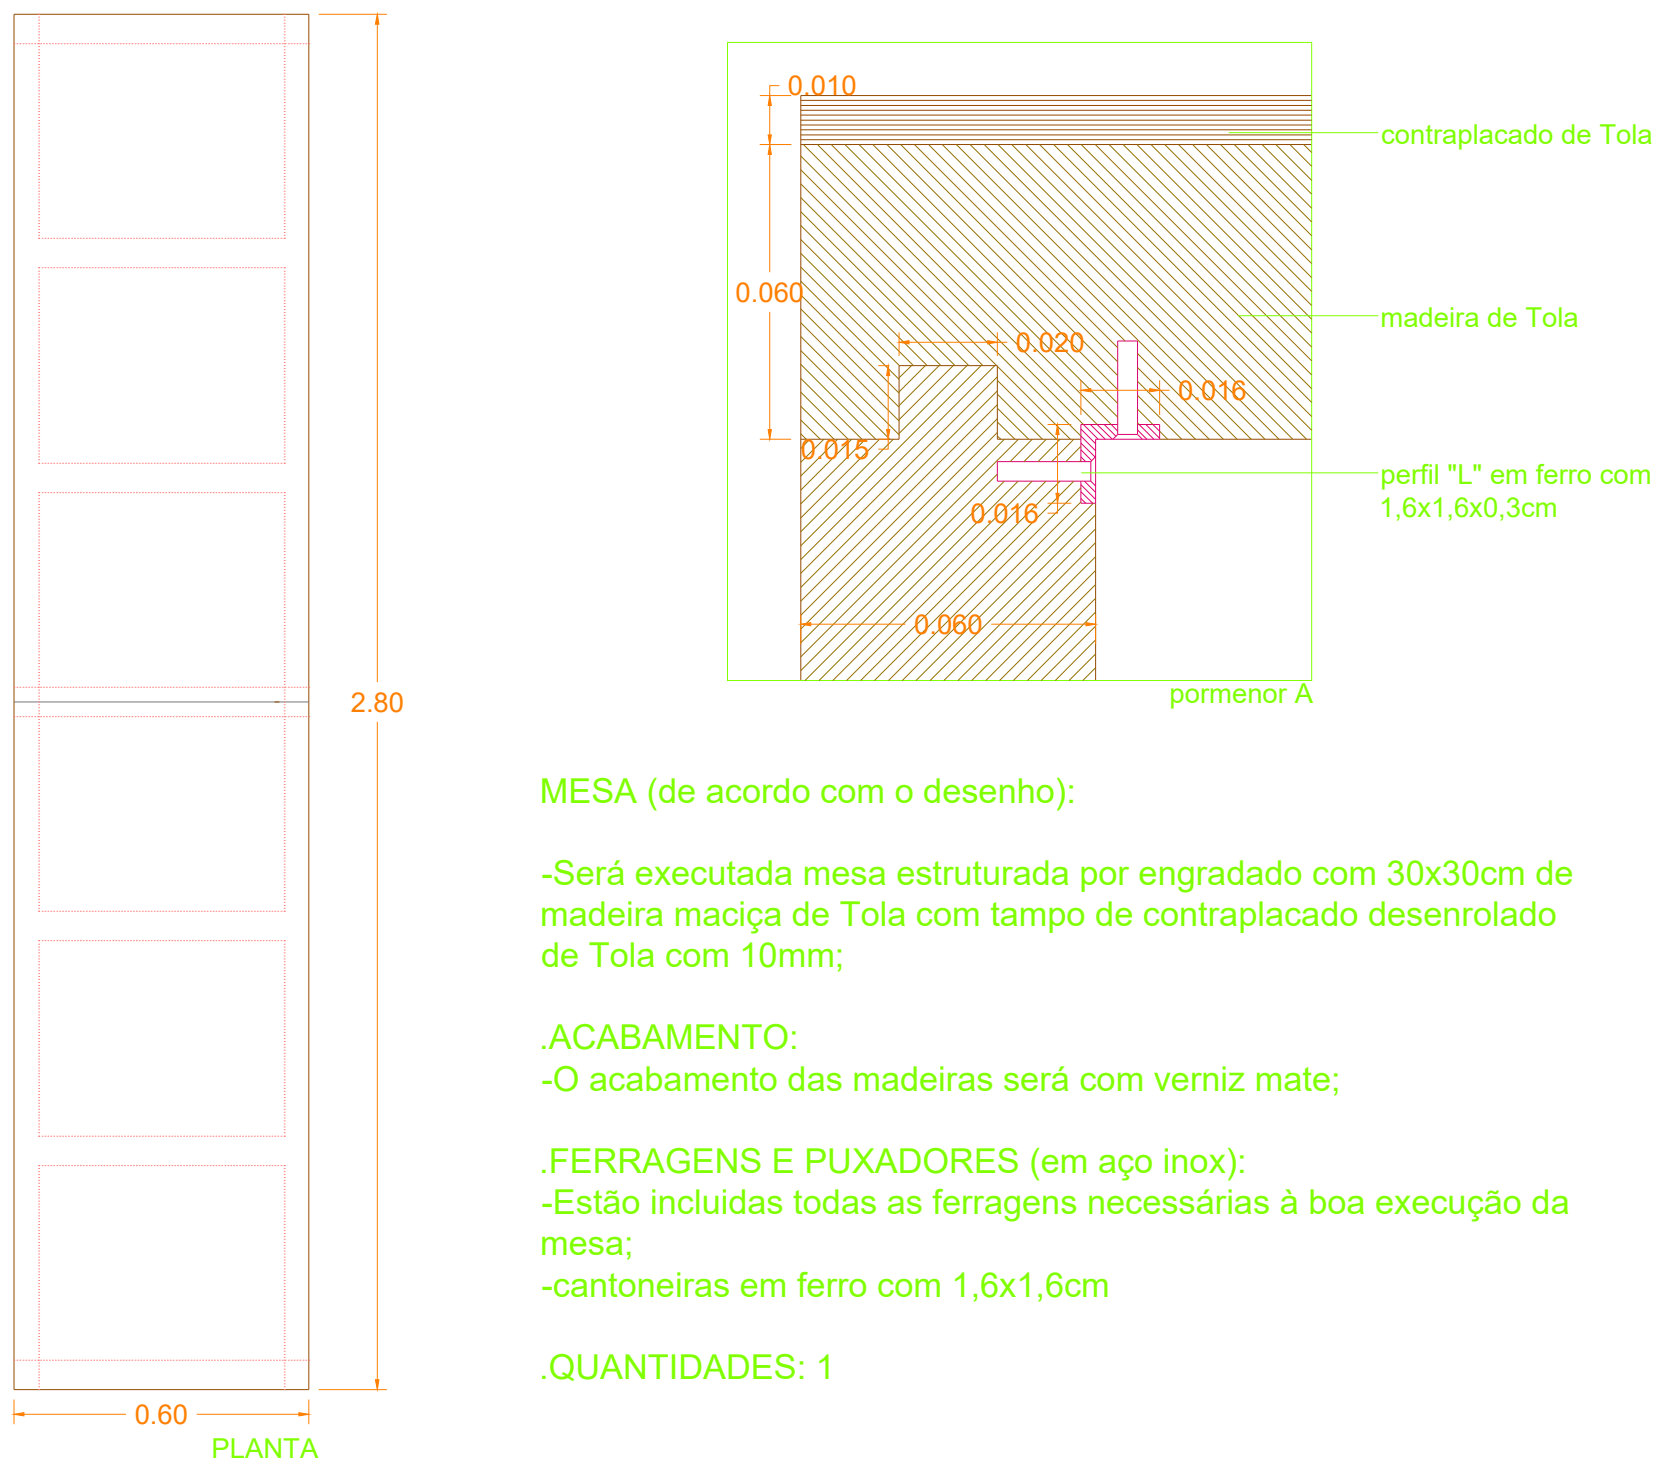 2.80
0.60
PLANTA
0.010
contraplacado de Tola
0.060
madeira de Tola
0.020
0.016
0.015
perfil "L" em ferro com
1,6x1,6x0,3cm
0.016
0.060
pormenor A
MESA (de acordo com o desenho):
-Será executada mesa estruturada por engradado com 30x30cm de
madeira maciça de Tola com tampo de contraplacado desenrolado
de Tola com 10mm;
.ACABAMENTO:
-O acabamento das madeiras será com verniz mate;
.FERRAGENS E PUXADORES (em aço inox):
-Estão incluidas todas as ferragens necessárias à boa execução da
mesa;
-cantoneiras em ferro com 1,6x1,6cm
.QUANTIDADES: 1